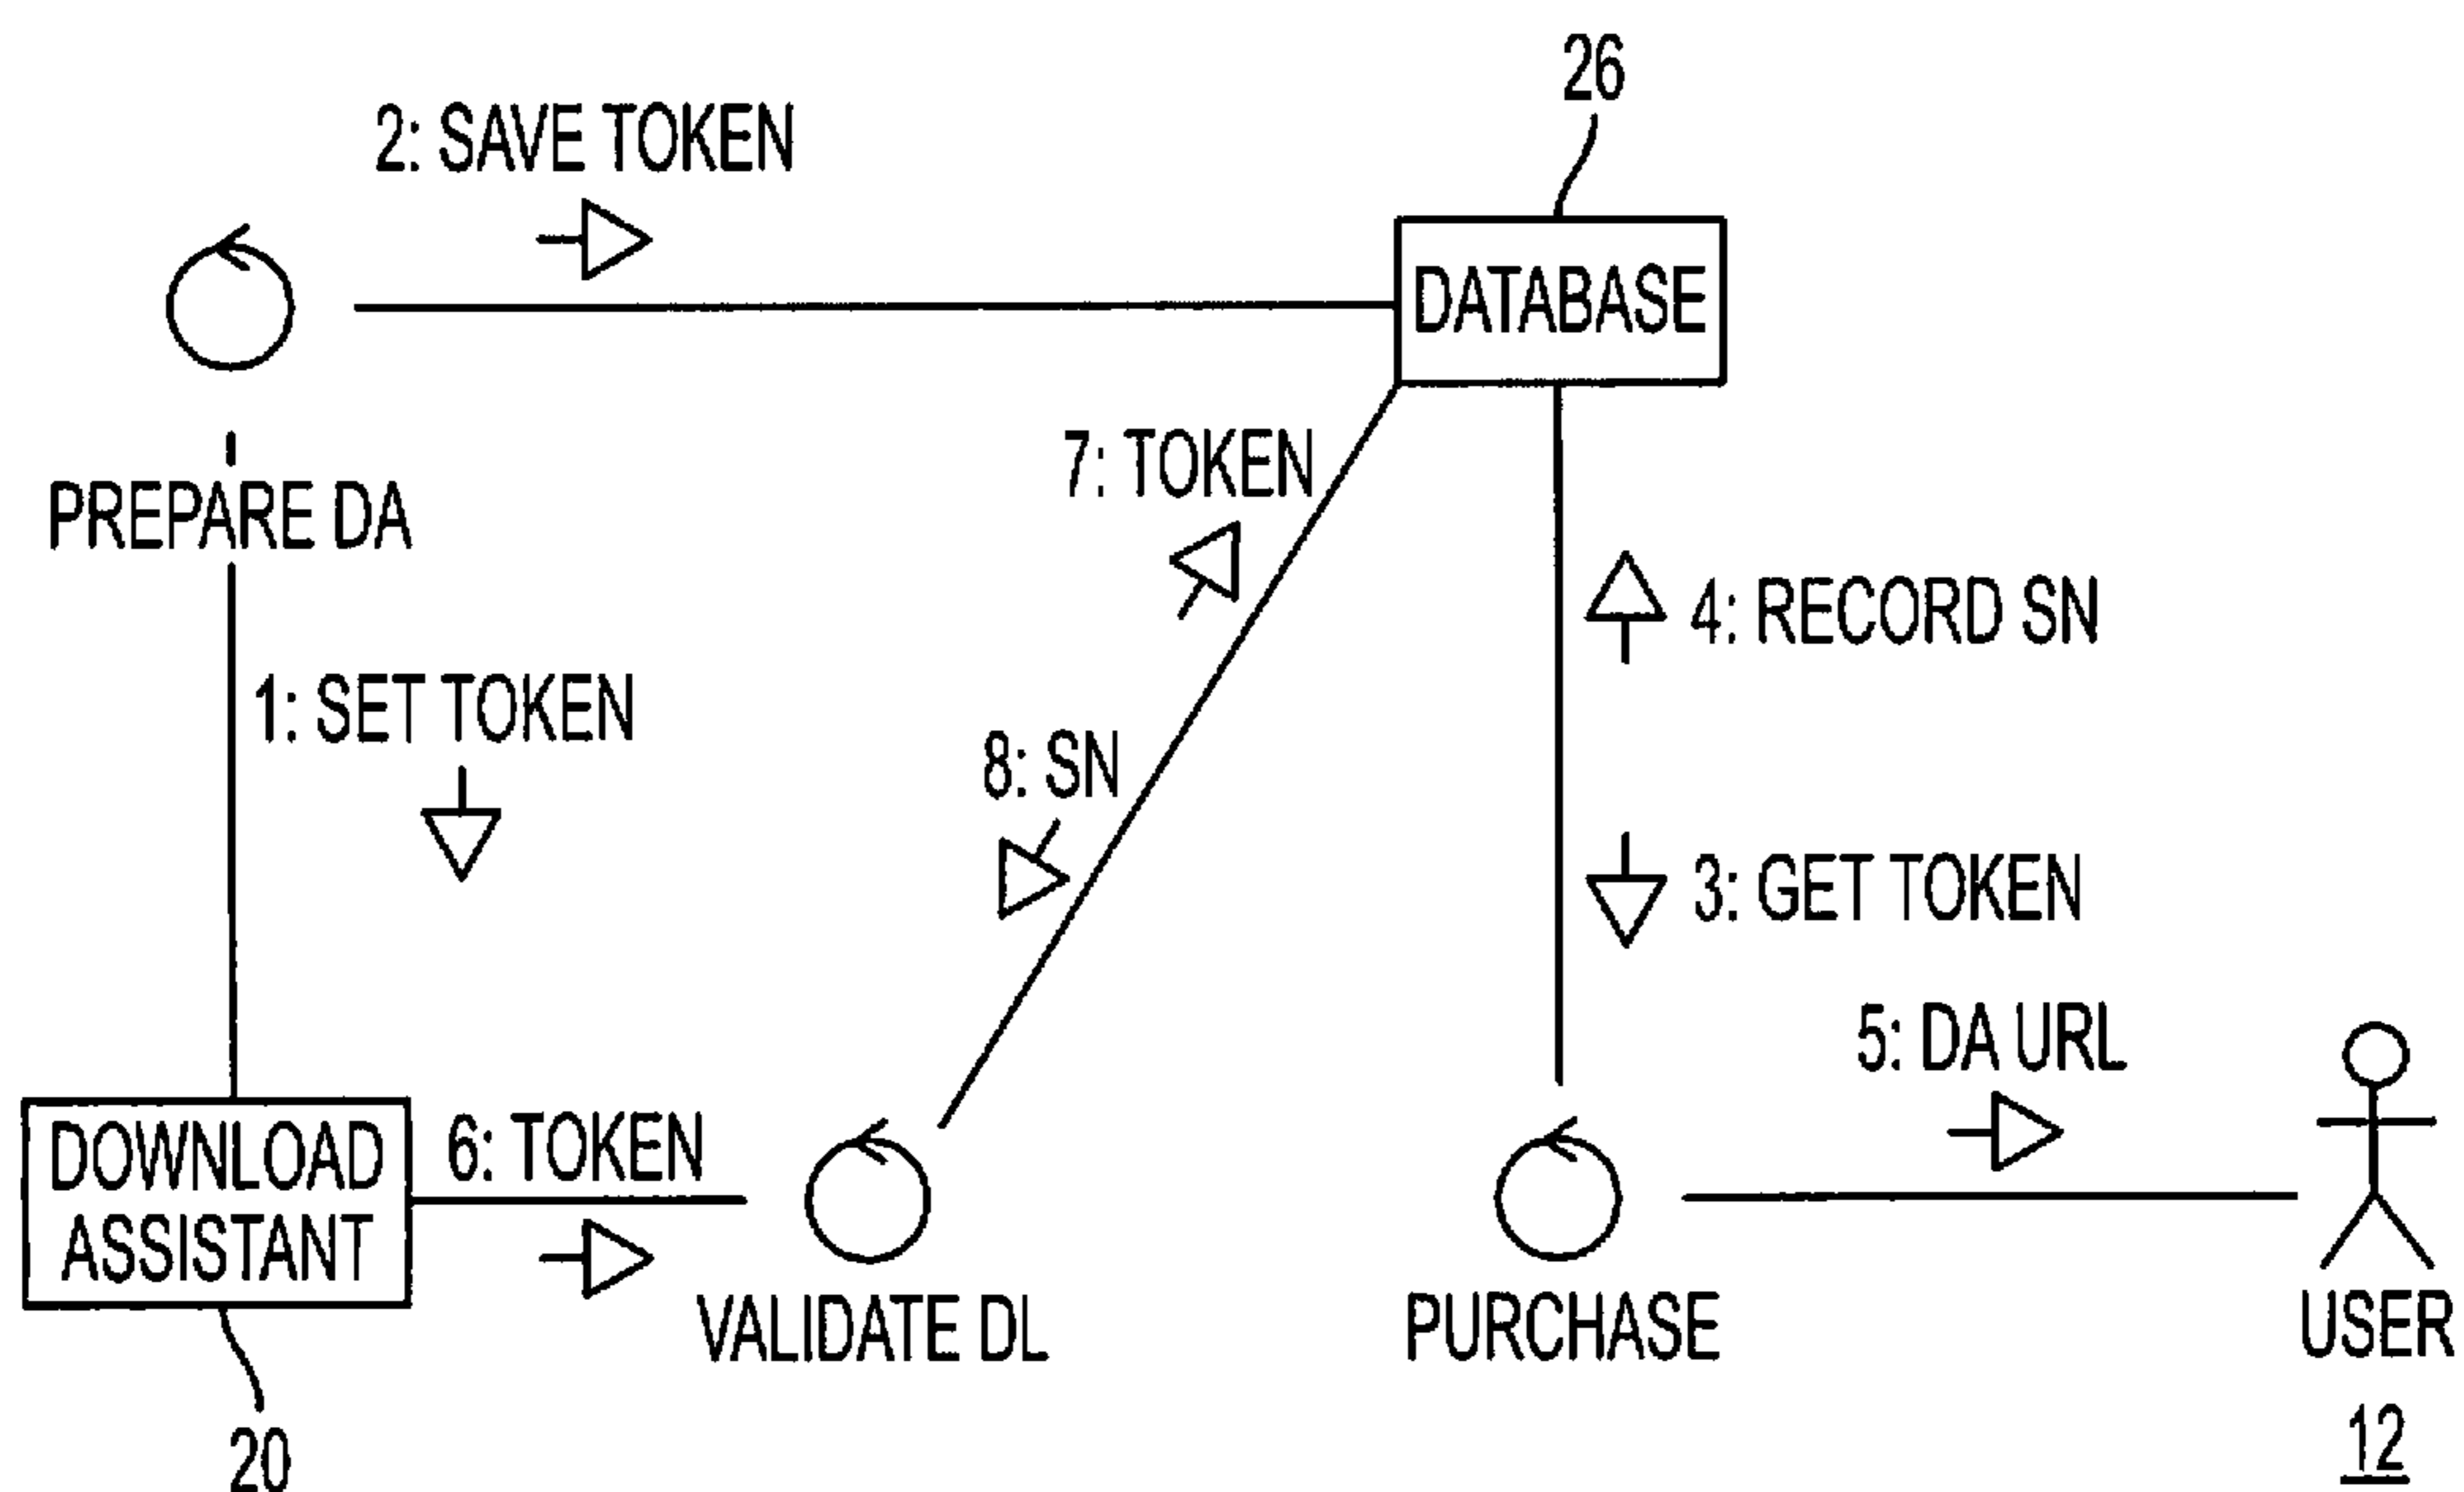 26
2: SAVE TOKEN
DATABASE
7: TOKEN
PREPARE DA
4: RECORD SN
1: SET TOKEN
8: SN
3: GET TOKEN
5: DA URL
DOWNLOAD
ASSISTANT
6: TOKEN
VALIDATE DL
PURCHASE
USER
12
20